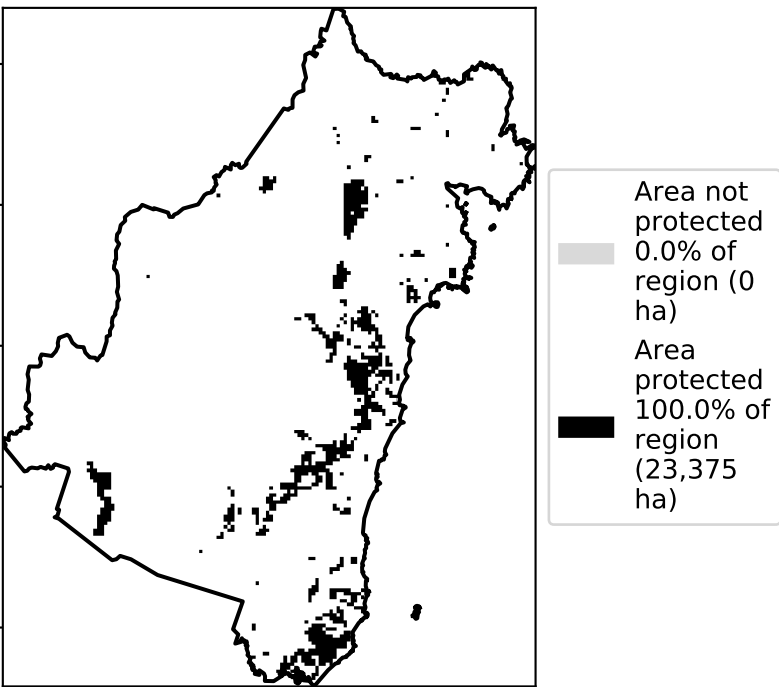 Area not
protected
0.0% of
region (0
ha)
Area
protected
100.0% of
region
(23,375
ha)